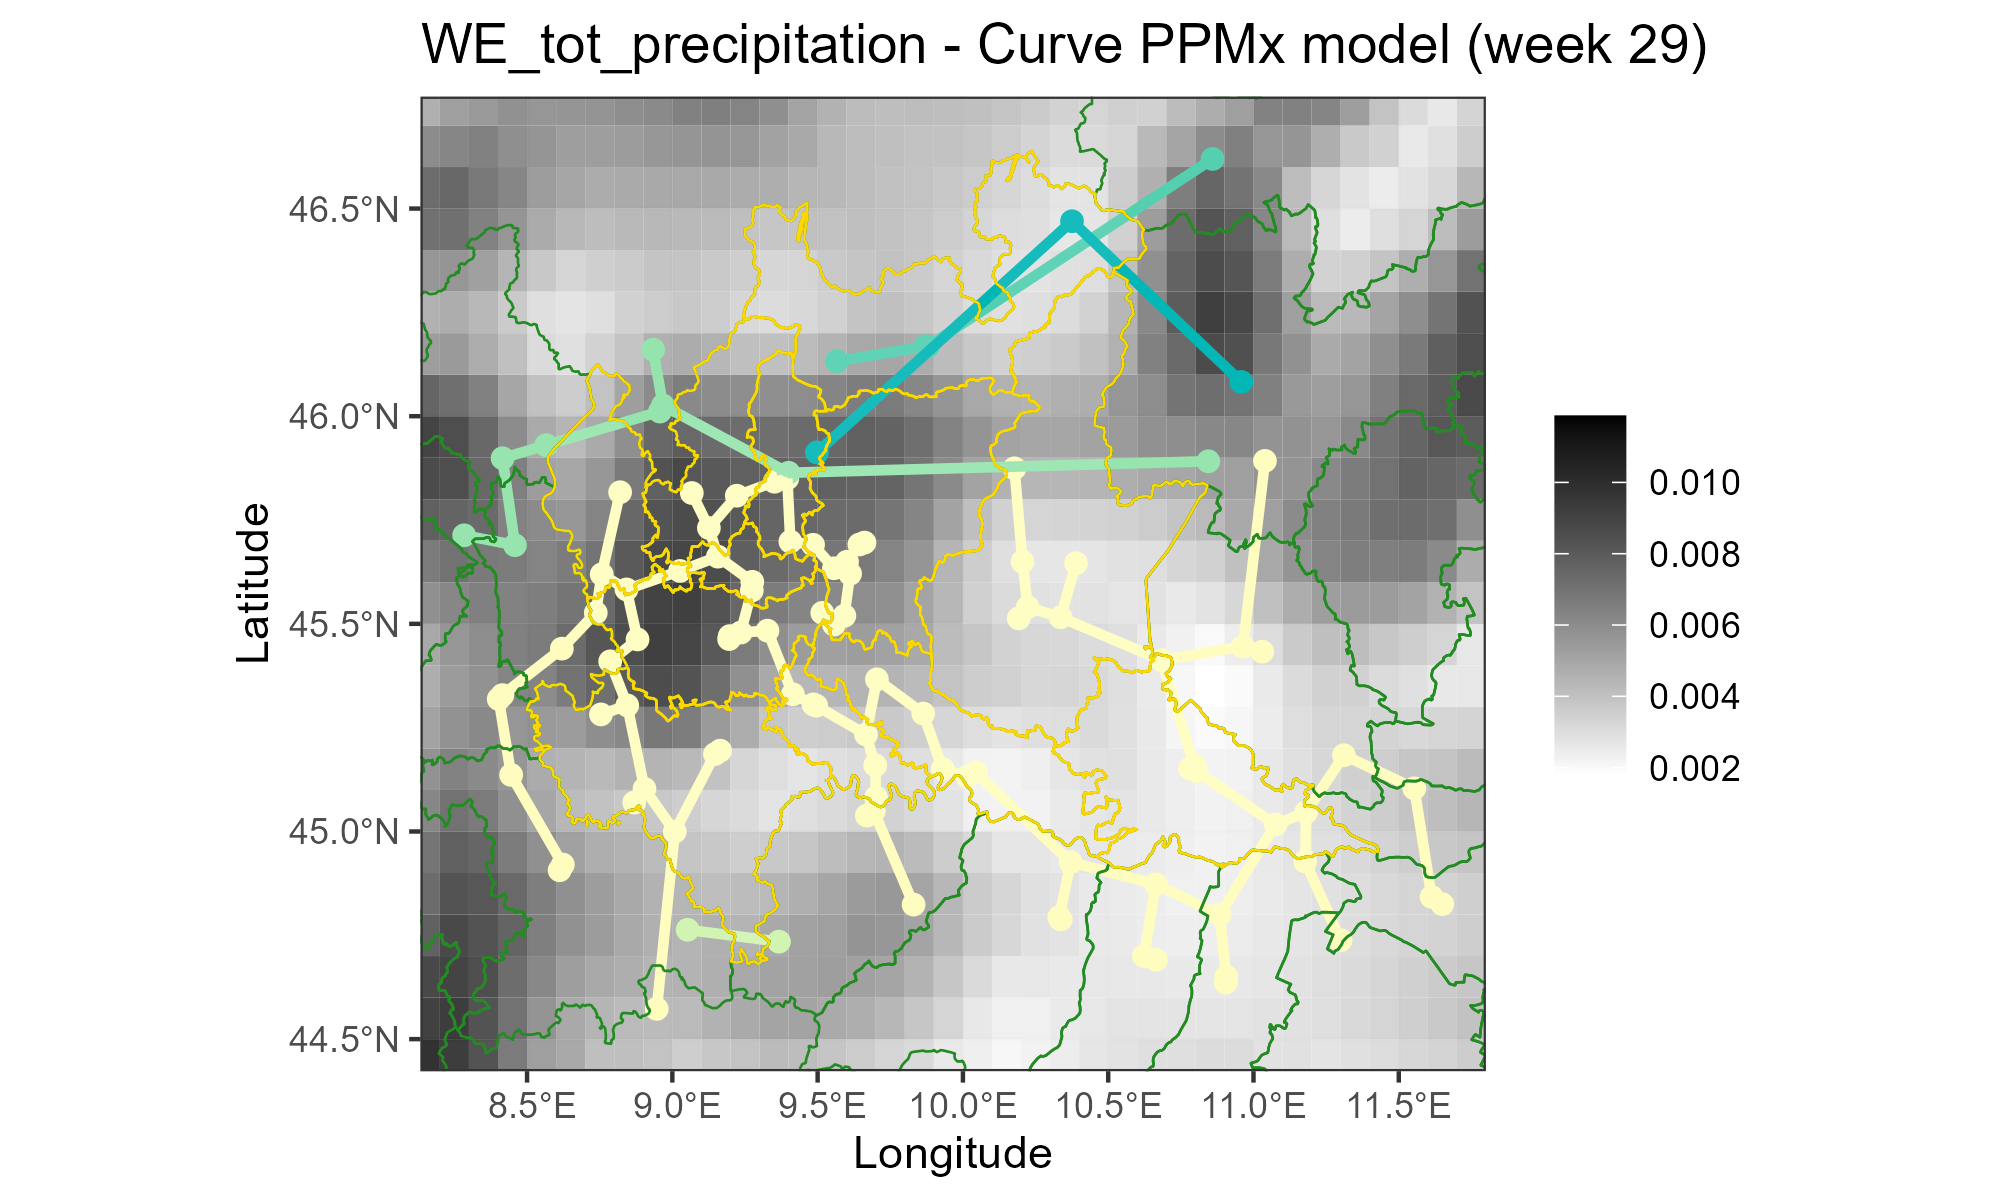 WE_tot_precipitation - Curve PPMx model (week 29)
Latitude
46.5°N
46.0°N
45.5°N
45.0°N
44.5°N
8.5°E
9.0°E
9.5°E
10.0°E
10.5°E
11.0°E
11.5°E
Longitude
0.010
0.008
0.006
0.004
0.002